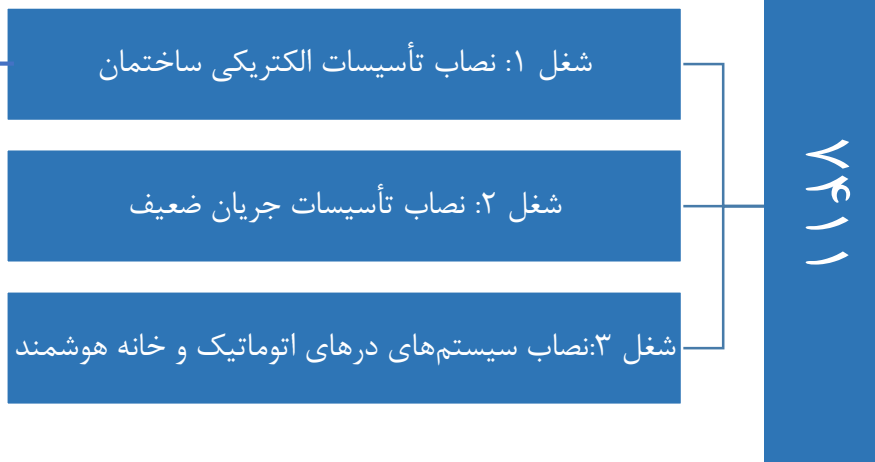 ۷۴۱۱
شغل ۱: نصاب تأسیسات الکتریکی ساختمان
شغل ۲: نصاب تأسیسات جریان ضعیف
شغل ۳:نصاب سیستم‌های درهای اتوماتیک و خانه هوشمند